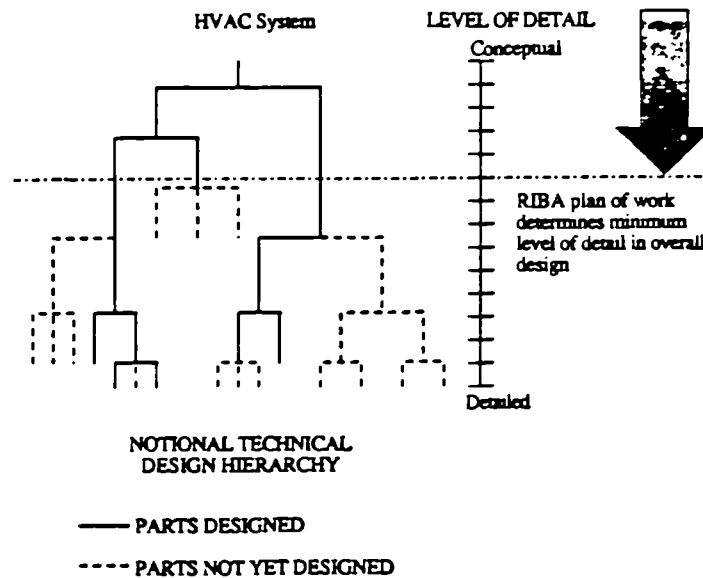 HVAC System
LEVEL OF DETAIL
Conceptual
RIBA plan of work
determines minimum
level of detail in overall
design
Detailed
NOTIONAL TECHNICAL
DESIGN HIERARCHY
PARTS DESIGNED
PARTS NOT YET DESIGNED